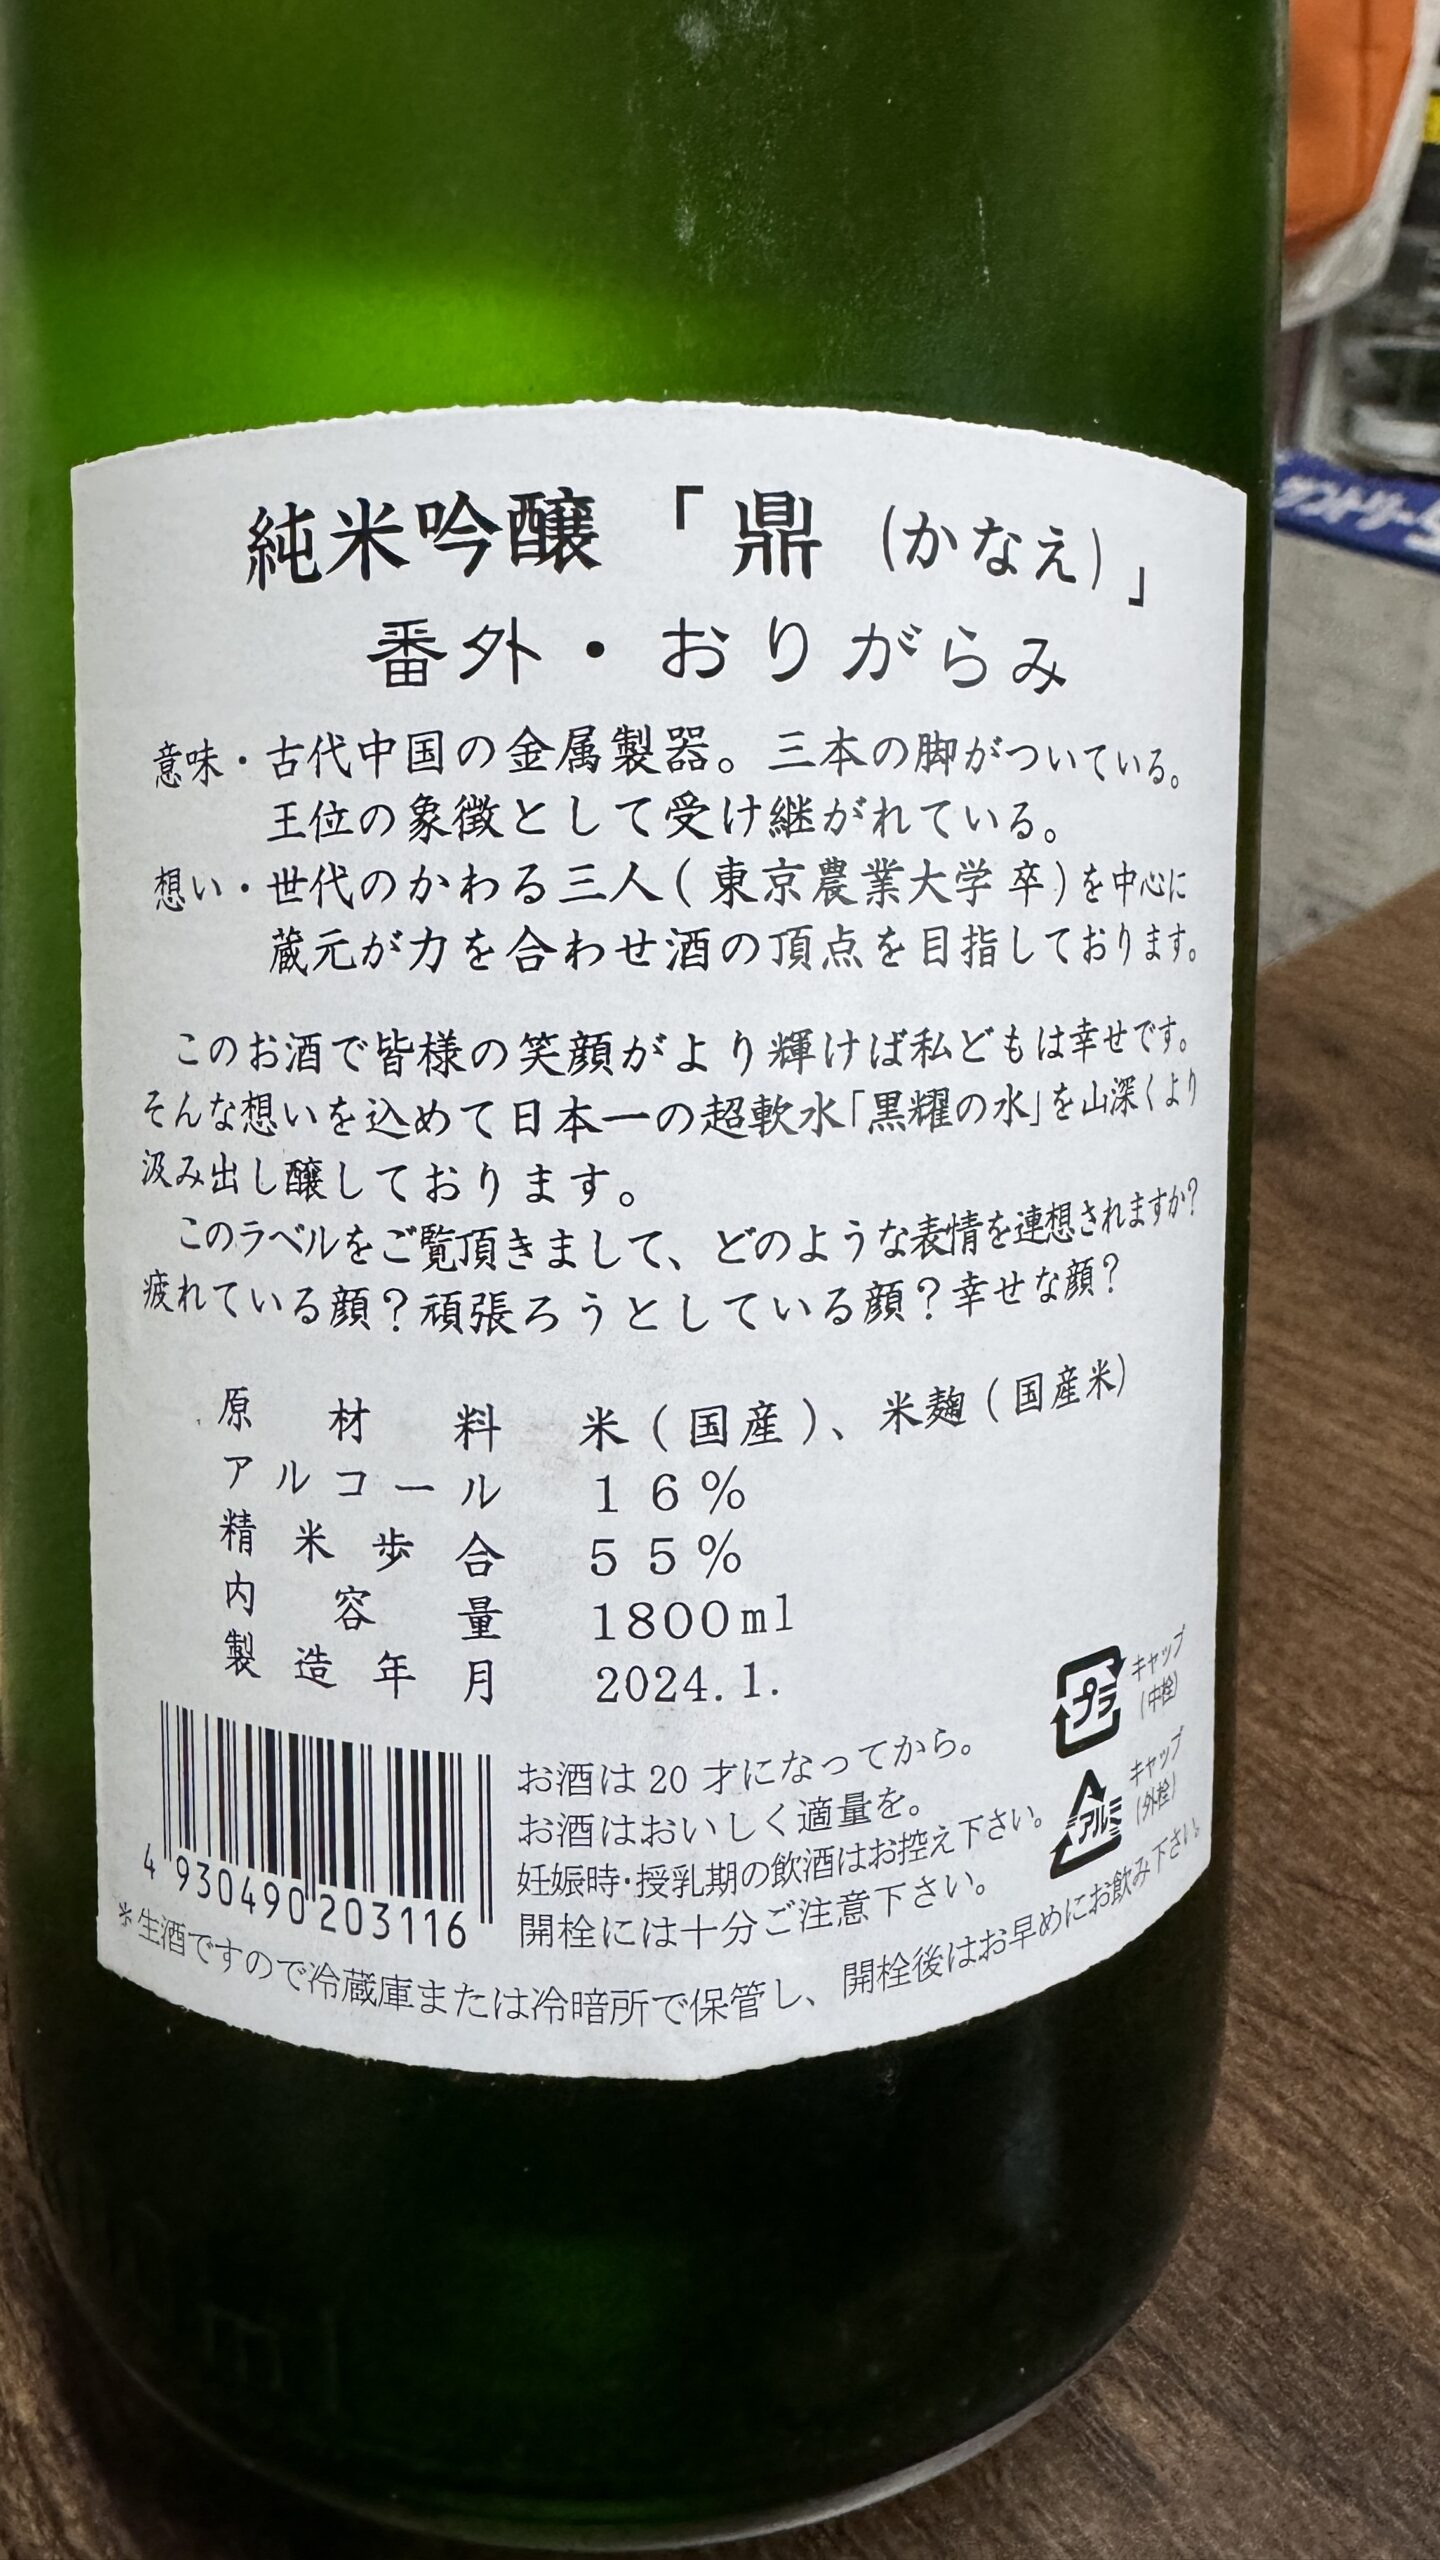 純米吟醸「鼎(かなえ)」
番外・おりがらみ
意味・古代中国の金属製器。三本の脚がついている。
王位の象徴として受け継がれている。
想い・世代のかわる三人(東京農業大学卒)を中心に
蔵元が力を合わせ酒の頂点を目指しております。
このお酒で皆様の笑顔がより輝けば私どもは幸せです。
そんな想いを込めて日本一の超軟水「黒耀の水」を山深くより
汲み出し醸しております。
このラベルをご覧頂きまして、どのような表情を連想されますか?
疲れている顔?頑張ろうとしている顔?幸せな顔?
原材料 米(国産)、米麹(国産米)
アルコール 16%
精米歩合 55%
内容量 1800ml
製造年月 2024.1.
お酒は20才になってから。
お酒はおいしく適量を。
妊娠時・授乳期の飲酒はお控え下さい。
開栓には十分ご注意下さい。
プラ キャップ(中栓)
アルミ キャップ(外栓)
4 930490 203116
*生酒ですので冷蔵庫または冷暗所で保管し、開栓後はお早めにお飲み下さい。
サントリー